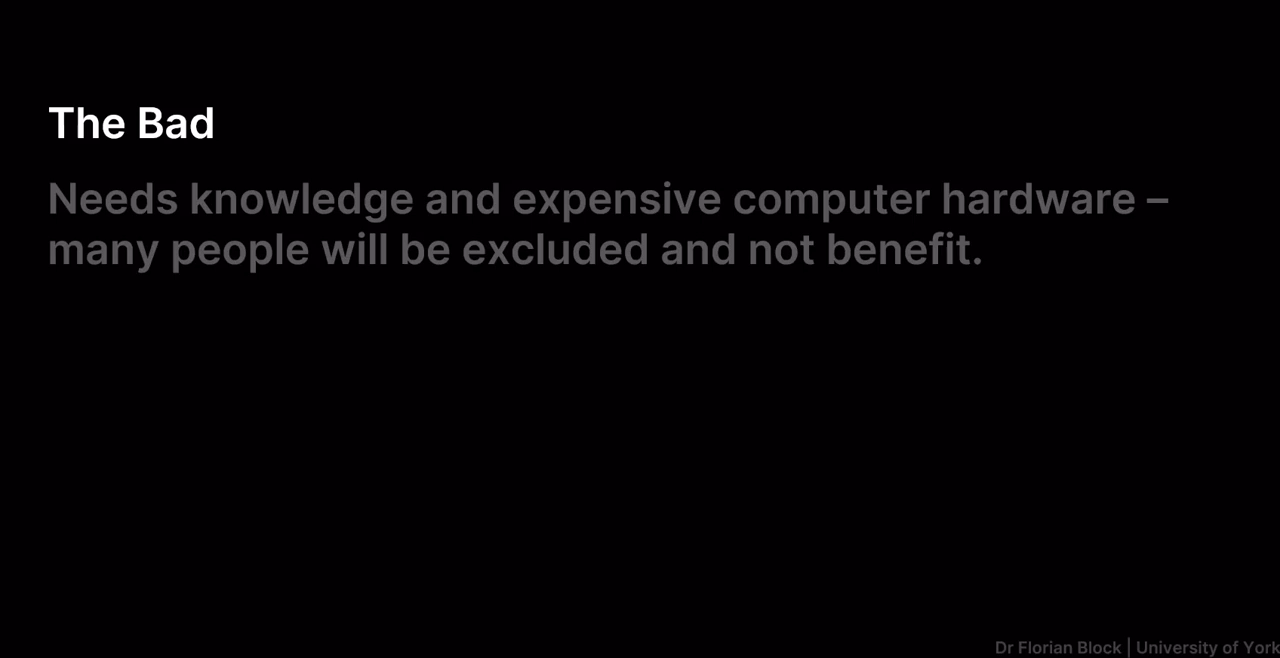 The Bad
Needs knowledge and expensive computer hardware –
many people will be excluded and not benefit.
Dr Florian Block | University of York